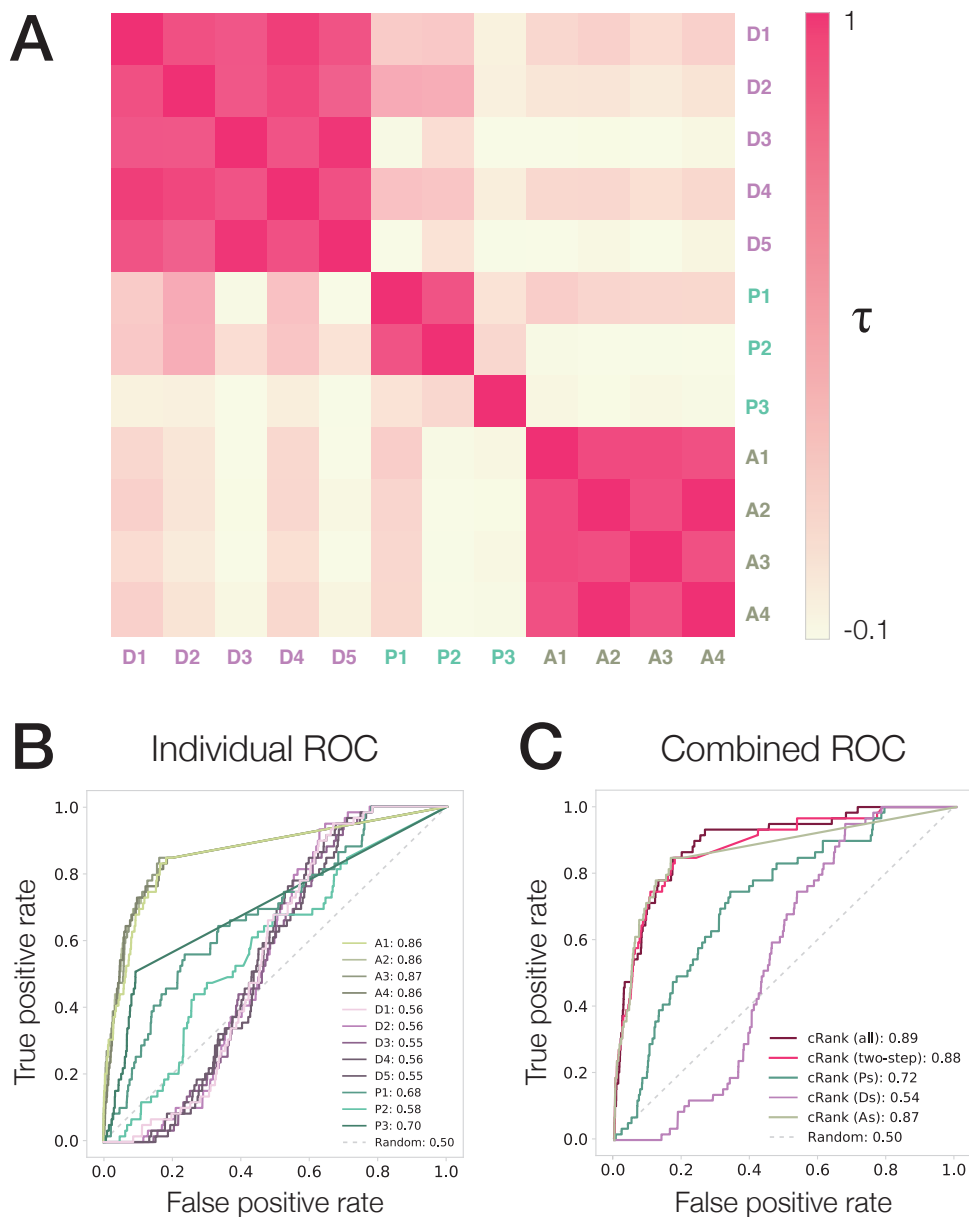 A
1
D1
D2
D3
D4
D5
P1
P2
P3
A1
A2
A3
A4
τ
-0.1
D1 D2 D3 D4 D5 P1 P2 P3 A1 A2 A3 A4
B
Individual ROC
True positive rate
1.0
0.8
0.6
0.4
0.2
0.0
A1: 0.86
A2: 0.86
A3: 0.87
A4: 0.86
D1: 0.56
D2: 0.56
D3: 0.55
D4: 0.56
D5: 0.55
P1: 0.68
P2: 0.58
P3: 0.70
Random: 0.50
0.0 0.2 0.4 0.6 0.8 1.0
False positive rate
C
Combined ROC
True positive rate
1.0
0.8
0.6
0.4
0.2
0.0
cRank (all): 0.89
cRank (two-step): 0.88
cRank (Ps): 0.72
cRank (Ds): 0.54
cRank (As): 0.87
Random: 0.50
0.0 0.2 0.4 0.6 0.8 1.0
False positive rate